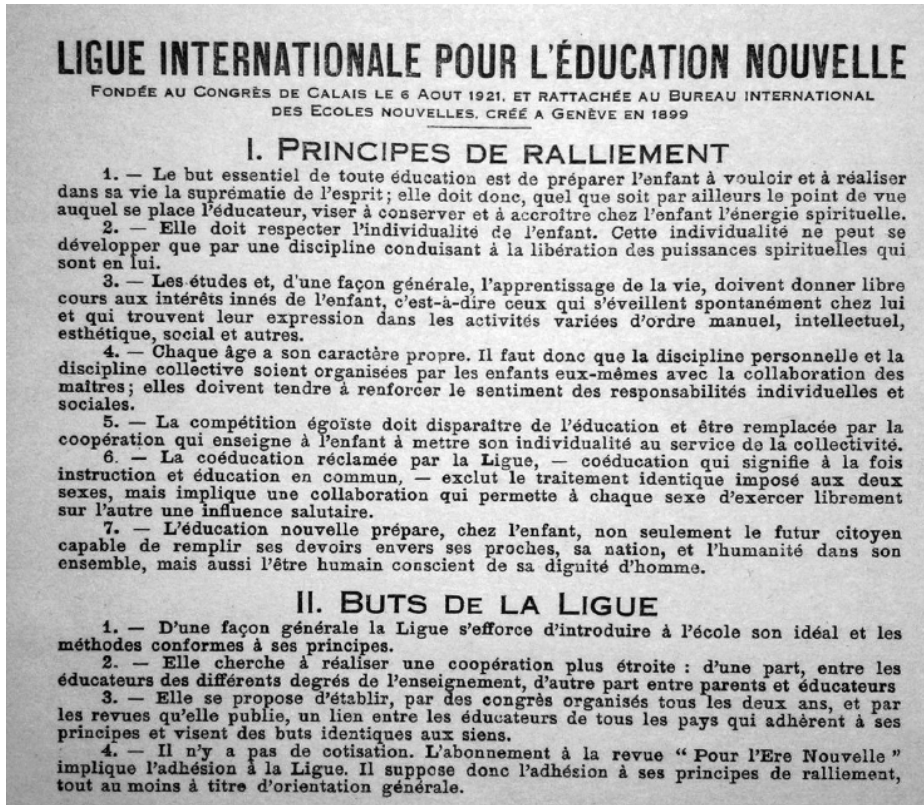 LIGUE INTERNATIONALE POUR L'ÉDUCATION NOUVELLE
FONDÉE AU CONGRÈS DE CALAIS LE 6 AOUT 1921, ET RATTACHÉE AU BUREAU INTERNATIONAL
DES ECOLES NOUVELLES, CRÉÉ A GENÈVE EN 1899
I. PRINCIPES DE RALLIEMENT
1. — Le but essentiel de toute éducation est de préparer l'enfant à vouloir et à réaliser
dans sa vie la suprématie de l'esprit ; elle doit donc, quel que soit par ailleurs le point de vue
auquel se place l'éducateur, viser à conserver et à accroître chez l'enfant l'énergie spirituelle.
2. — Elle doit respecter l'individualité de l'enfant. Cette individualité ne peut se
développer que par une discipline conduisant à la libération des puissances spirituelles qui
sont en lui.
3. — Les études et, d'une façon générale, l'apprentissage de la vie, doivent donner libre
cours aux intérêts innés de l'enfant, c'est-à-dire ceux qui s'éveillent spontanément chez lui
et qui trouvent leur expression dans les activités variées d'ordre manuel, intellectuel,
esthétique, social et autres.
4. — Chaque âge a son caractère propre. Il faut donc que la discipline personnelle et la
discipline collective soient organisées par les enfants eux-mêmes avec la collaboration des
maîtres ; elles doivent tendre à renforcer le sentiment des responsabilités individuelles et
sociales.
5. — La compétition égoïste doit disparaître de l'éducation et être remplacée par la
coopération qui enseigne à l'enfant à mettre son individualité au service de la collectivité.
6. — La coéducation réclamée par la Ligue, — coéducation qui signifie à la fois
instruction et éducation en commun, — exclut le traitement identique imposé aux deux
sexes, mais implique une collaboration qui permette à chaque sexe d'exercer librement
sur l'autre une influence salutaire.
7. — L'éducation nouvelle prépare, chez l'enfant, non seulement le futur citoyen
capable de remplir ses devoirs envers ses proches, sa nation, et l'humanité dans son
ensemble, mais aussi l'être humain conscient de sa dignité d'homme.
II. BUTS DE LA LIGUE
1. — D'une façon générale la Ligue s'efforce d'introduire à l'école son idéal et les
méthodes conformes à ses principes.
2. — Elle cherche à réaliser une coopération plus étroite : d'une part, entre les
éducateurs des différents degrés de l'enseignement, d'autre part entre parents et éducateurs
3. — Elle se propose d'établir, par des congrès organisés tous les deux ans, et par
les revues qu'elle publie, un lien entre les éducateurs de tous les pays qui adhèrent à ses
principes et visent des buts identiques aux siens.
4. — Il n'y a pas de cotisation. L'abonnement à la revue “ Pour l'Ere Nouvelle ”
implique l'adhésion à la Ligue. Il suppose donc l'adhésion à ses principes de ralliement,
tout au moins à titre d'orientation générale.